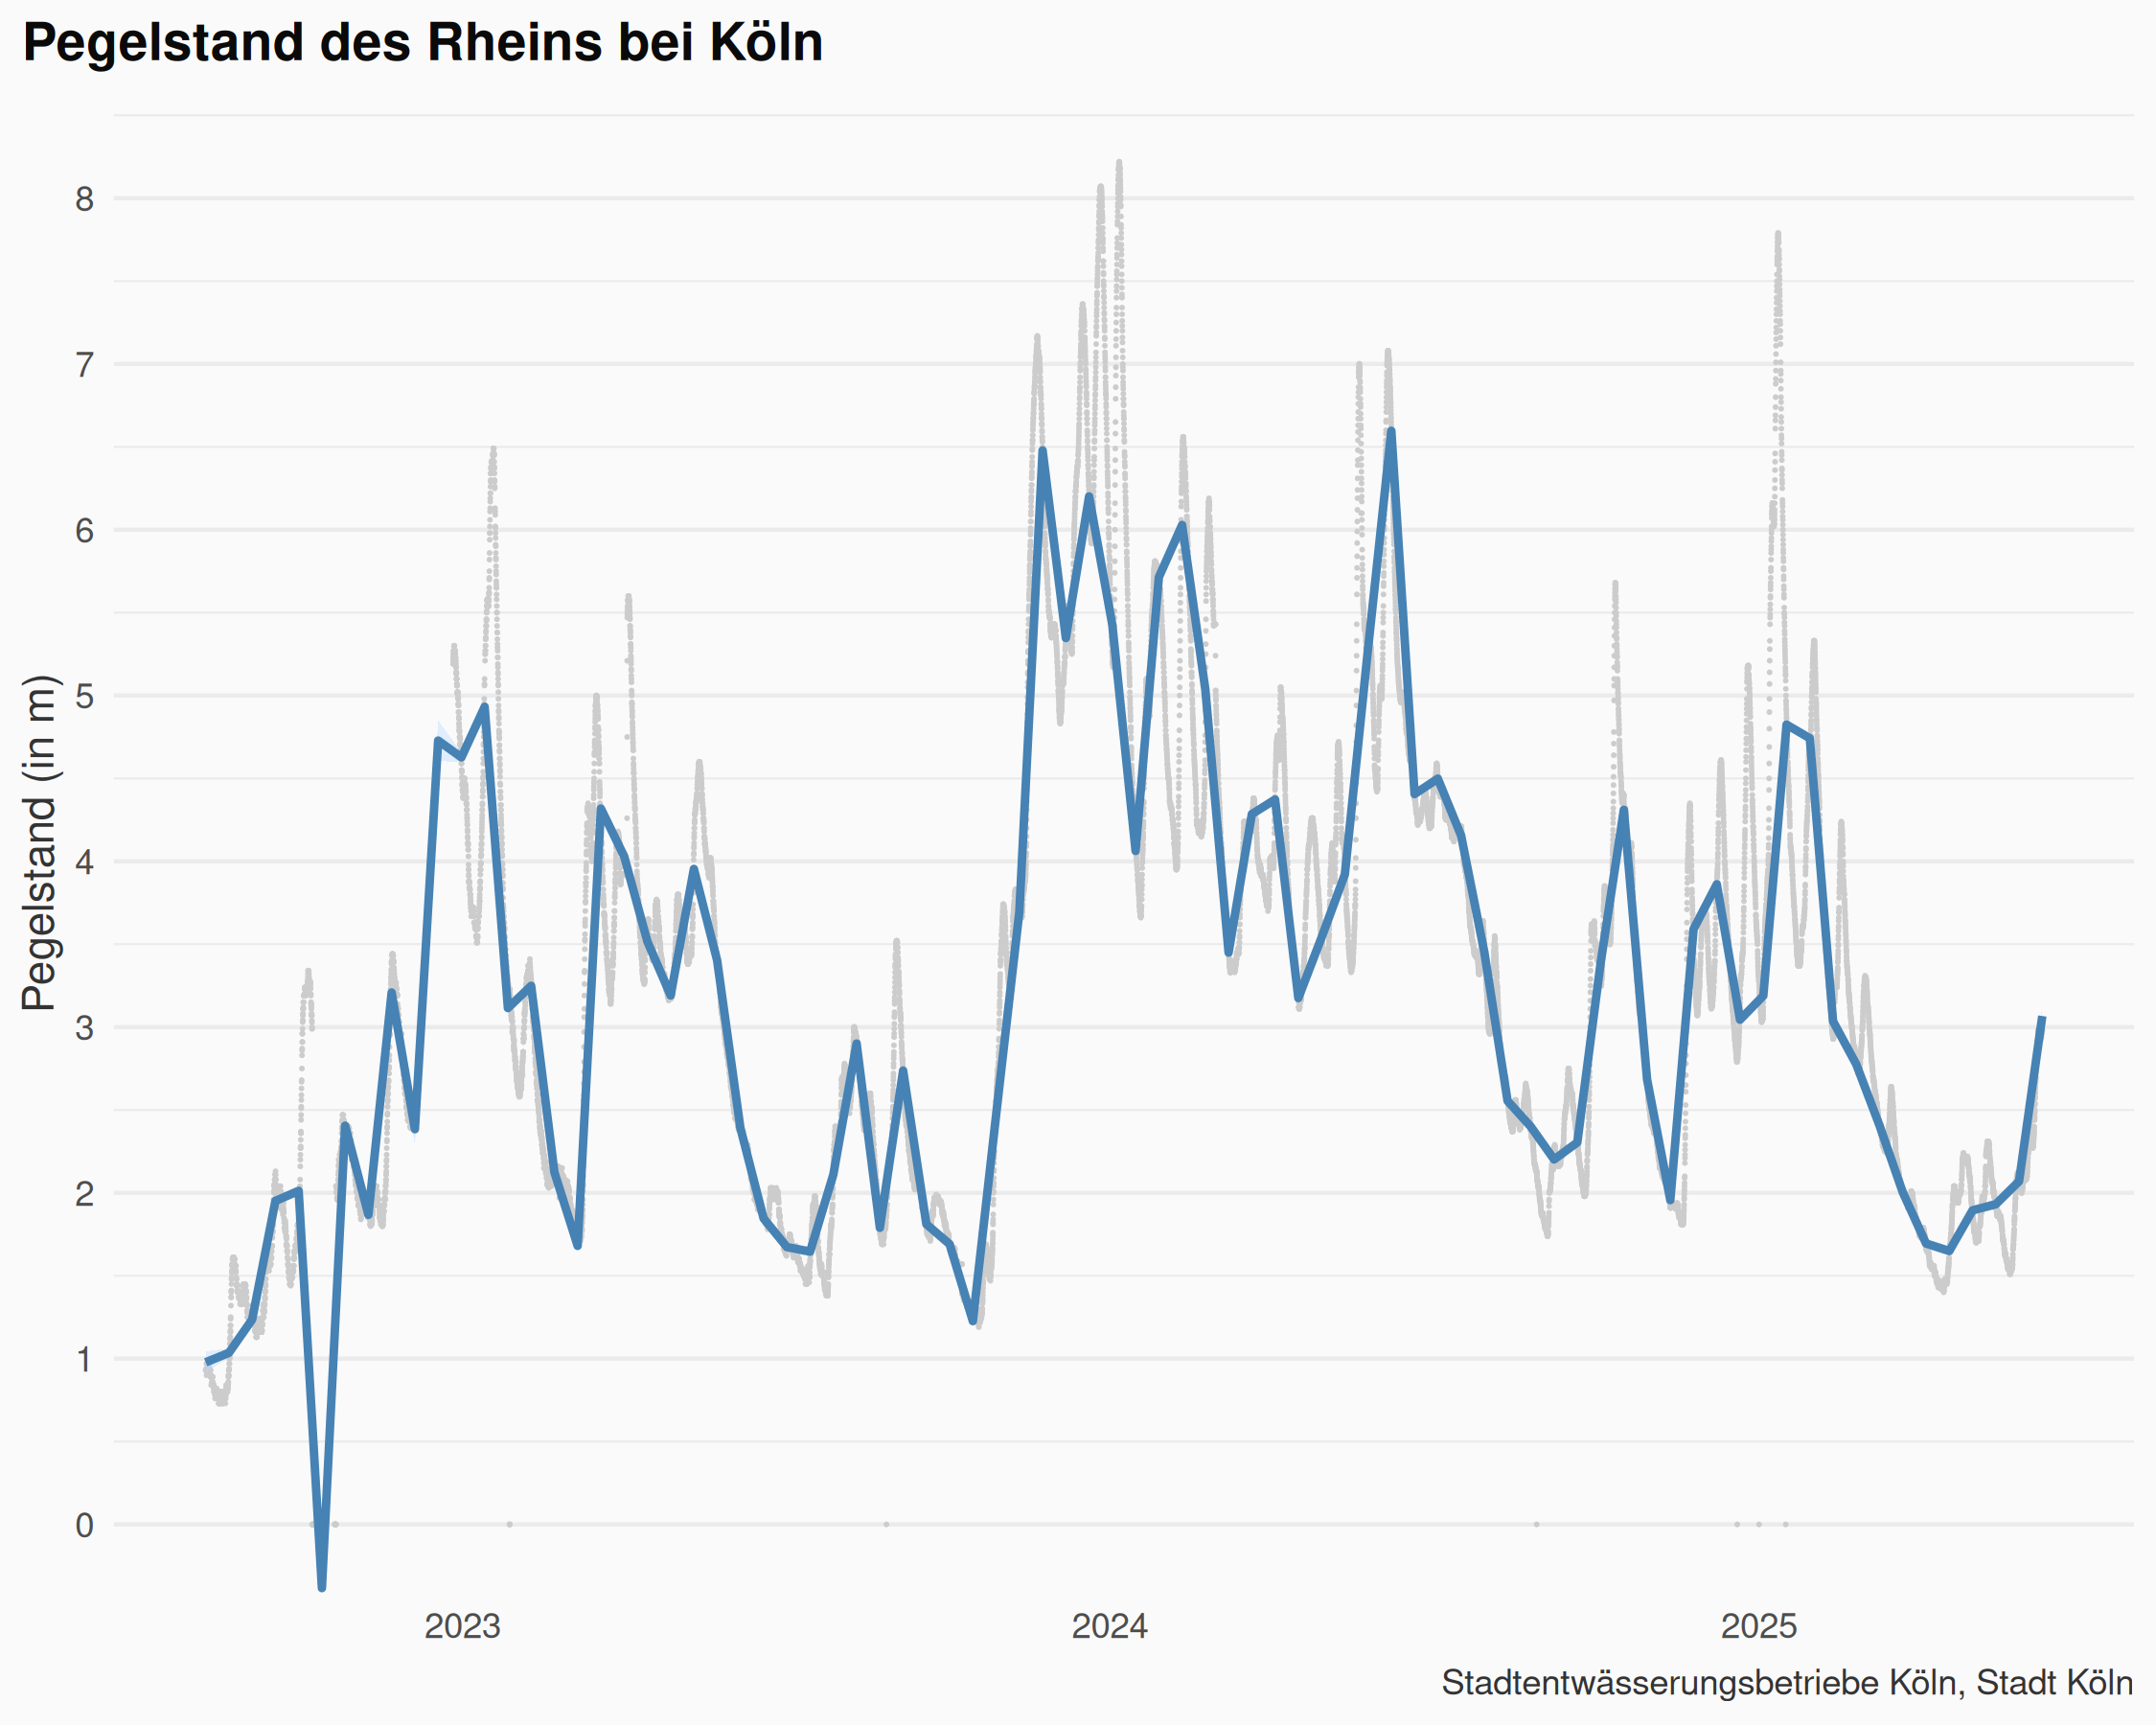 Pegelstand des Rheins bei Köln
Pegelstand (in m)
8
7
6
5
4
3
2
1
0
2023 2024 2025
Stadtentwässerungsbetriebe Köln, Stadt Köln